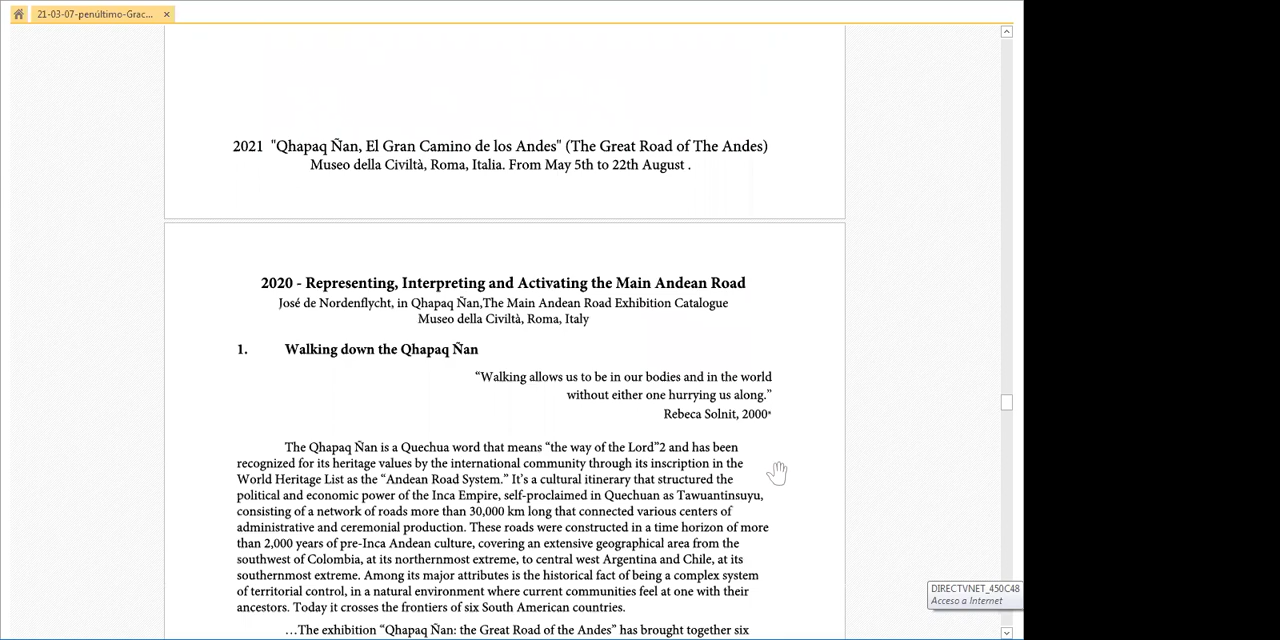 21-03-07-penúltimo-Grac...
2021 "Qhapaq Ñan, El Gran Camino de los Andes" (The Great Road of The Andes)
Museo della Civiltà, Roma, Italia. From May 5th to 22th August .
2020 - Representing, Interpreting and Activating the Main Andean Road
José de Nordenflycht, in Qhapaq Ñan,The Main Andean Road Exhibition Catalogue
Museo della Civiltà, Roma, Italy
1. Walking down the Qhapaq Ñan
“Walking allows us to be in our bodies and in the world
without either one hurrying us along.”
Rebeca Solnit, 2000*
The Qhapaq Ñan is a Quechua word that means “the way of the Lord”2 and has been
recognized for its heritage values by the international community through its inscription in the
World Heritage List as the “Andean Road System.” It’s a cultural itinerary that structured the
political and economic power of the Inca Empire, self-proclaimed in Quechuan as Tawuantinsuyu,
consisting of a network of roads more than 30,000 km long that connected various centers of
administrative and ceremonial production. These roads were constructed in a time horizon of more
than 2,000 years of pre-Inca Andean culture, covering an extensive geographical area from the
southwest of Colombia, at its northernmost extreme, to central west Argentina and Chile, at its
southernmost extreme. Among its major attributes is the historical fact of being a complex system
of territorial control, in a natural environment where current communities feel at one with their
ancestors. Today it crosses the frontiers of six South American countries.
…The exhibition “Qhapaq Ñan: the Great Road of the Andes” has brought together six
DIRECTVNET_450C48
Acceso a Internet